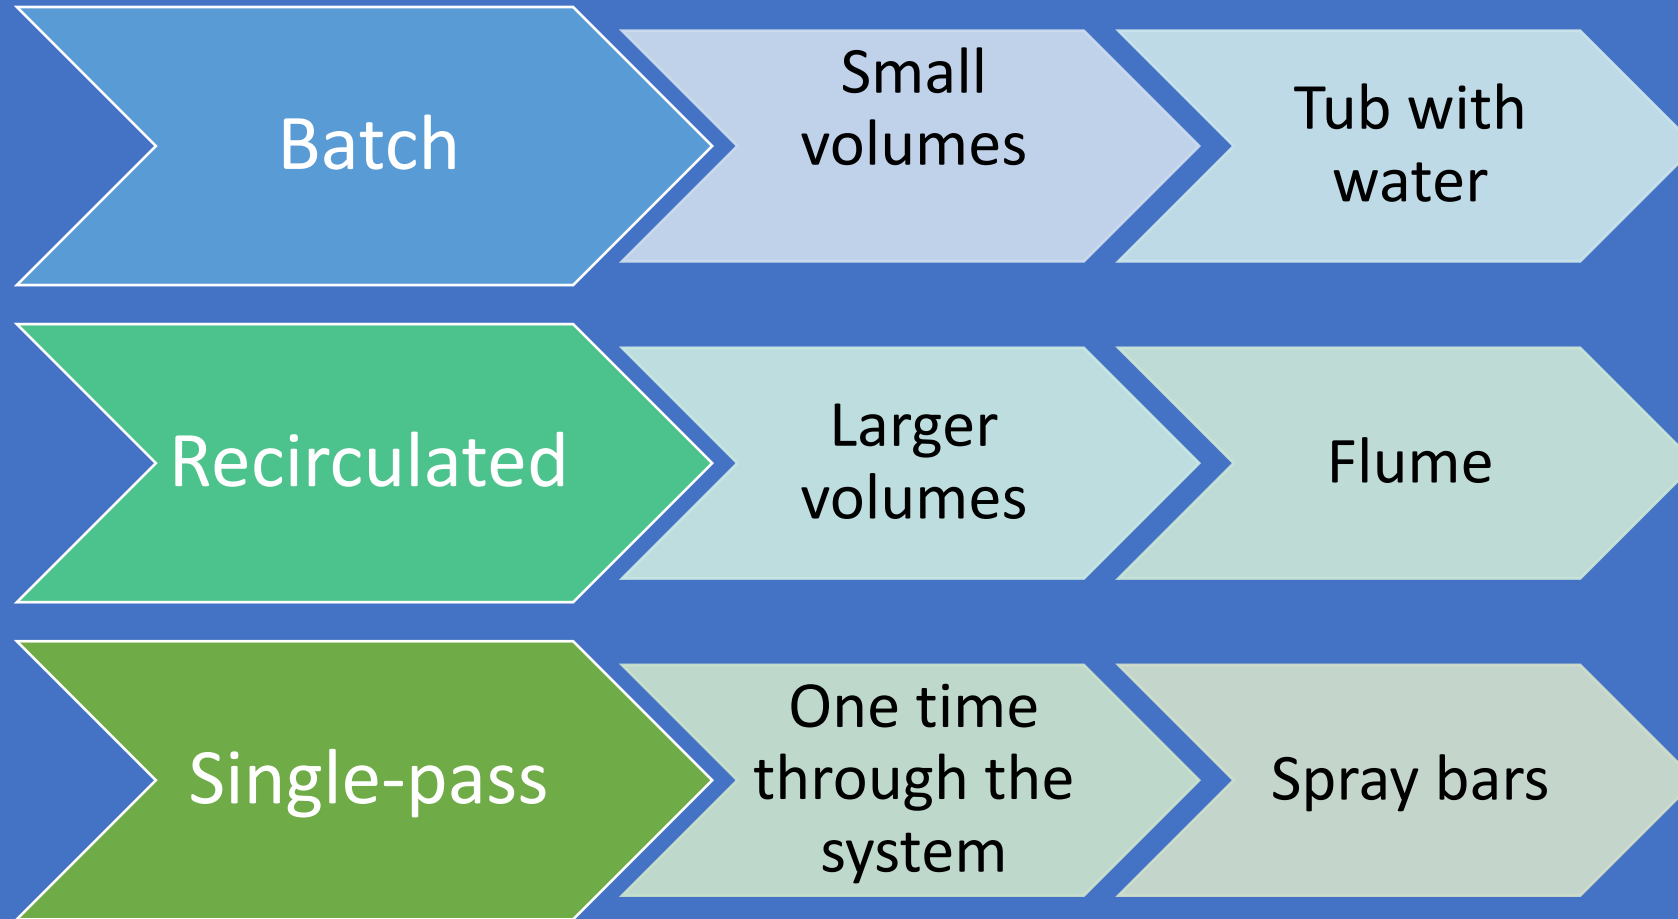 Batch
Small
volumes
Tub with
water
Recirculated
Larger
volumes
Flume
Single-pass
One time
through the
system
Spray bars